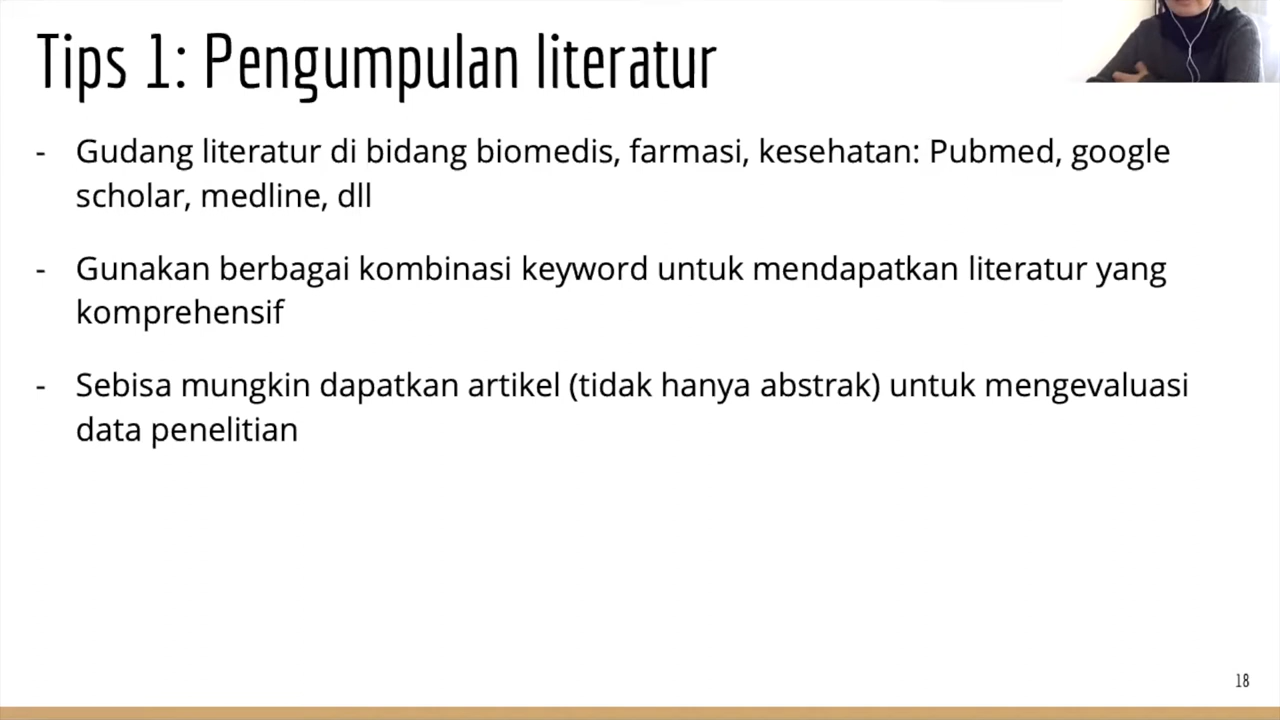 Tips 1: Pengumpulan literatur
- Gudang literatur di bidang biomedis, farmasi, kesehatan: Pubmed, google
scholar, medline, dll
- Gunakan berbagai kombinasi keyword untuk mendapatkan literatur yang
komprehensif
- Sebisa mungkin dapatkan artikel (tidak hanya abstrak) untuk mengevaluasi
data penelitian
18